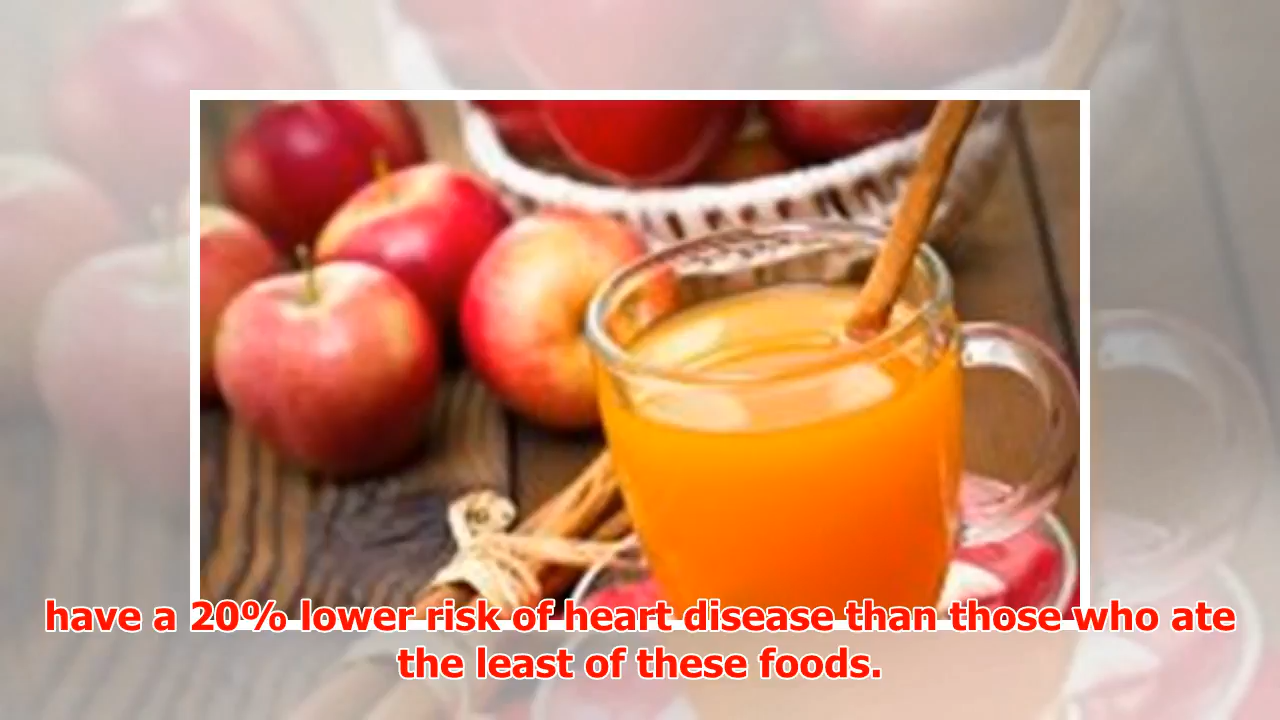 have a 20% lower risk of heart disease than those who ate
the least of these foods.